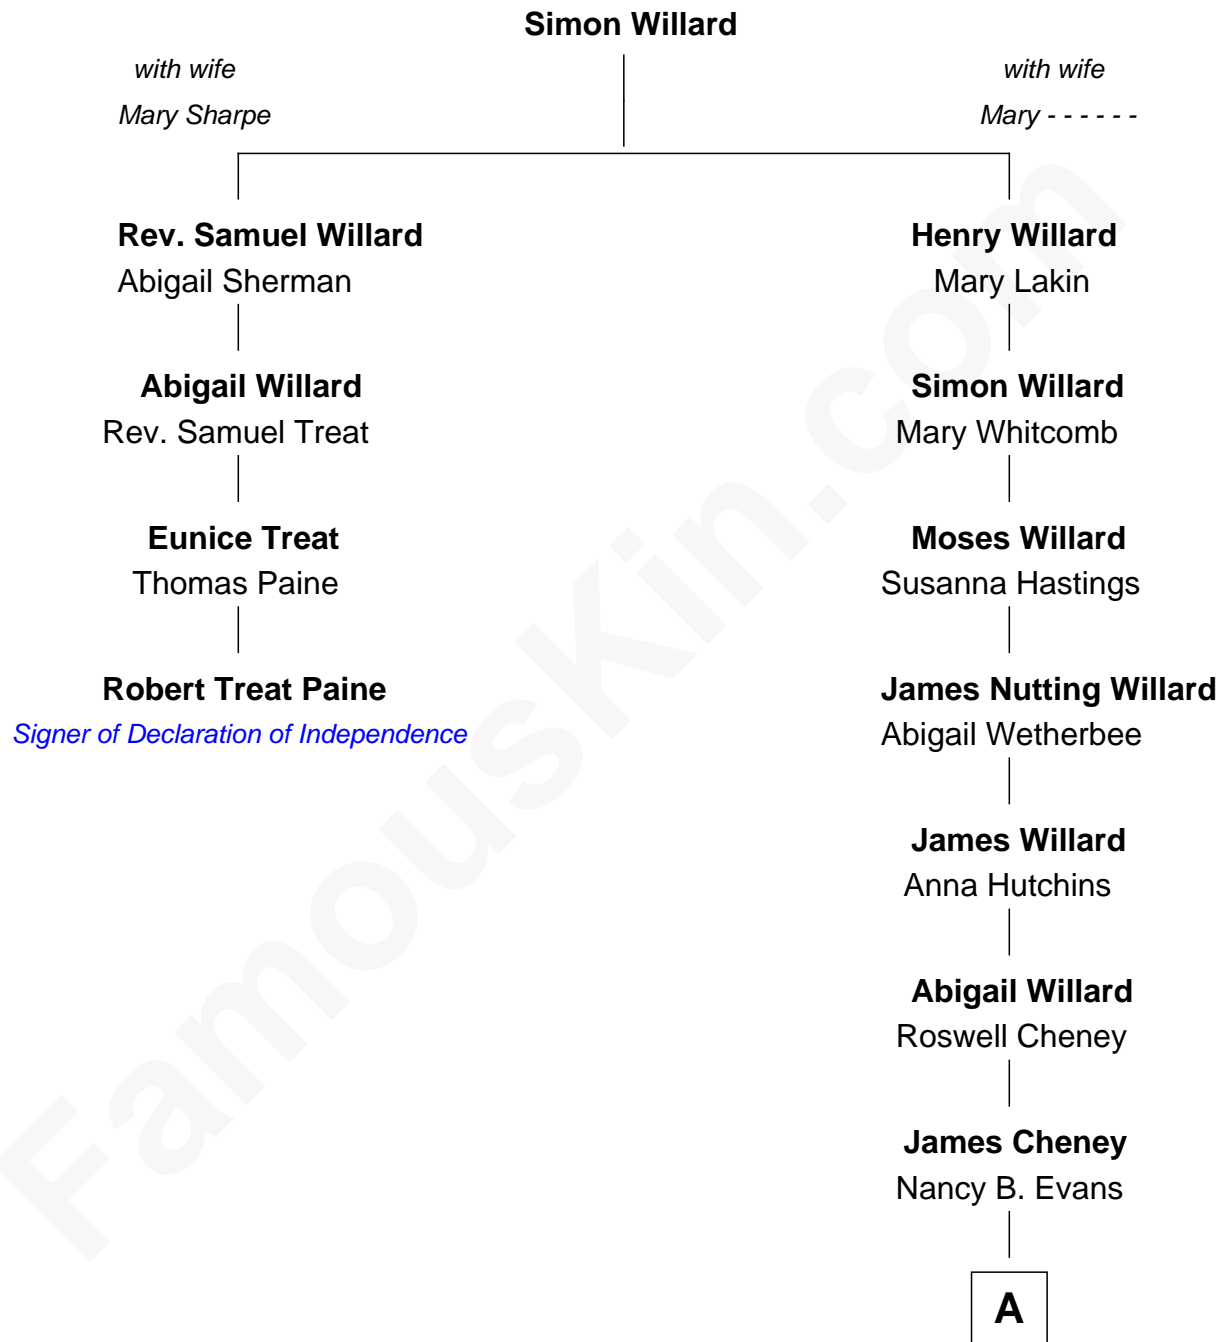 Simon Willard
with wife
Mary Sharpe
with wife
Mary - - - - - -
Rev. Samuel Willard
Abigail Sherman
Henry Willard
Mary Lakin
Abigail Willard
Rev. Samuel Treat
Simon Willard
Mary Whitcomb
Eunice Treat
Thomas Paine
Moses Willard
Susanna Hastings
Robert Treat Paine
Signer of Declaration of Independence
James Nutting Willard
Abigail Wetherbee
James Willard
Anna Hutchins
Abigail Willard
Roswell Cheney
James Cheney
Nancy B. Evans
A
FamousKin.com